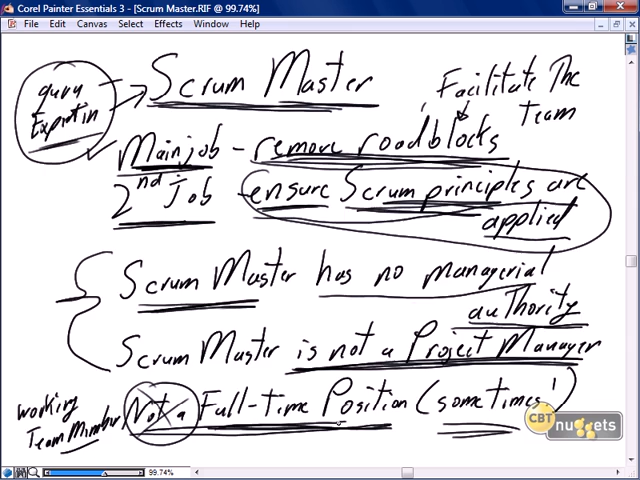 Corel Painter Essentials 3 - [Scrum Master.RIF @ 99.74%]
File Edit Select Effects Window Help
guru
Expert in
Scrum Master
Facilitate The
Team
Main job - remove roadblocks
2nd Job - ensure Scrum principles are
applied
Scrum Master has no managerial
authority
Scrum Master is not a Project Manager
Working
Team Member
Not a Full-time Position (sometimes!)
CBT
nuggets
99.74%